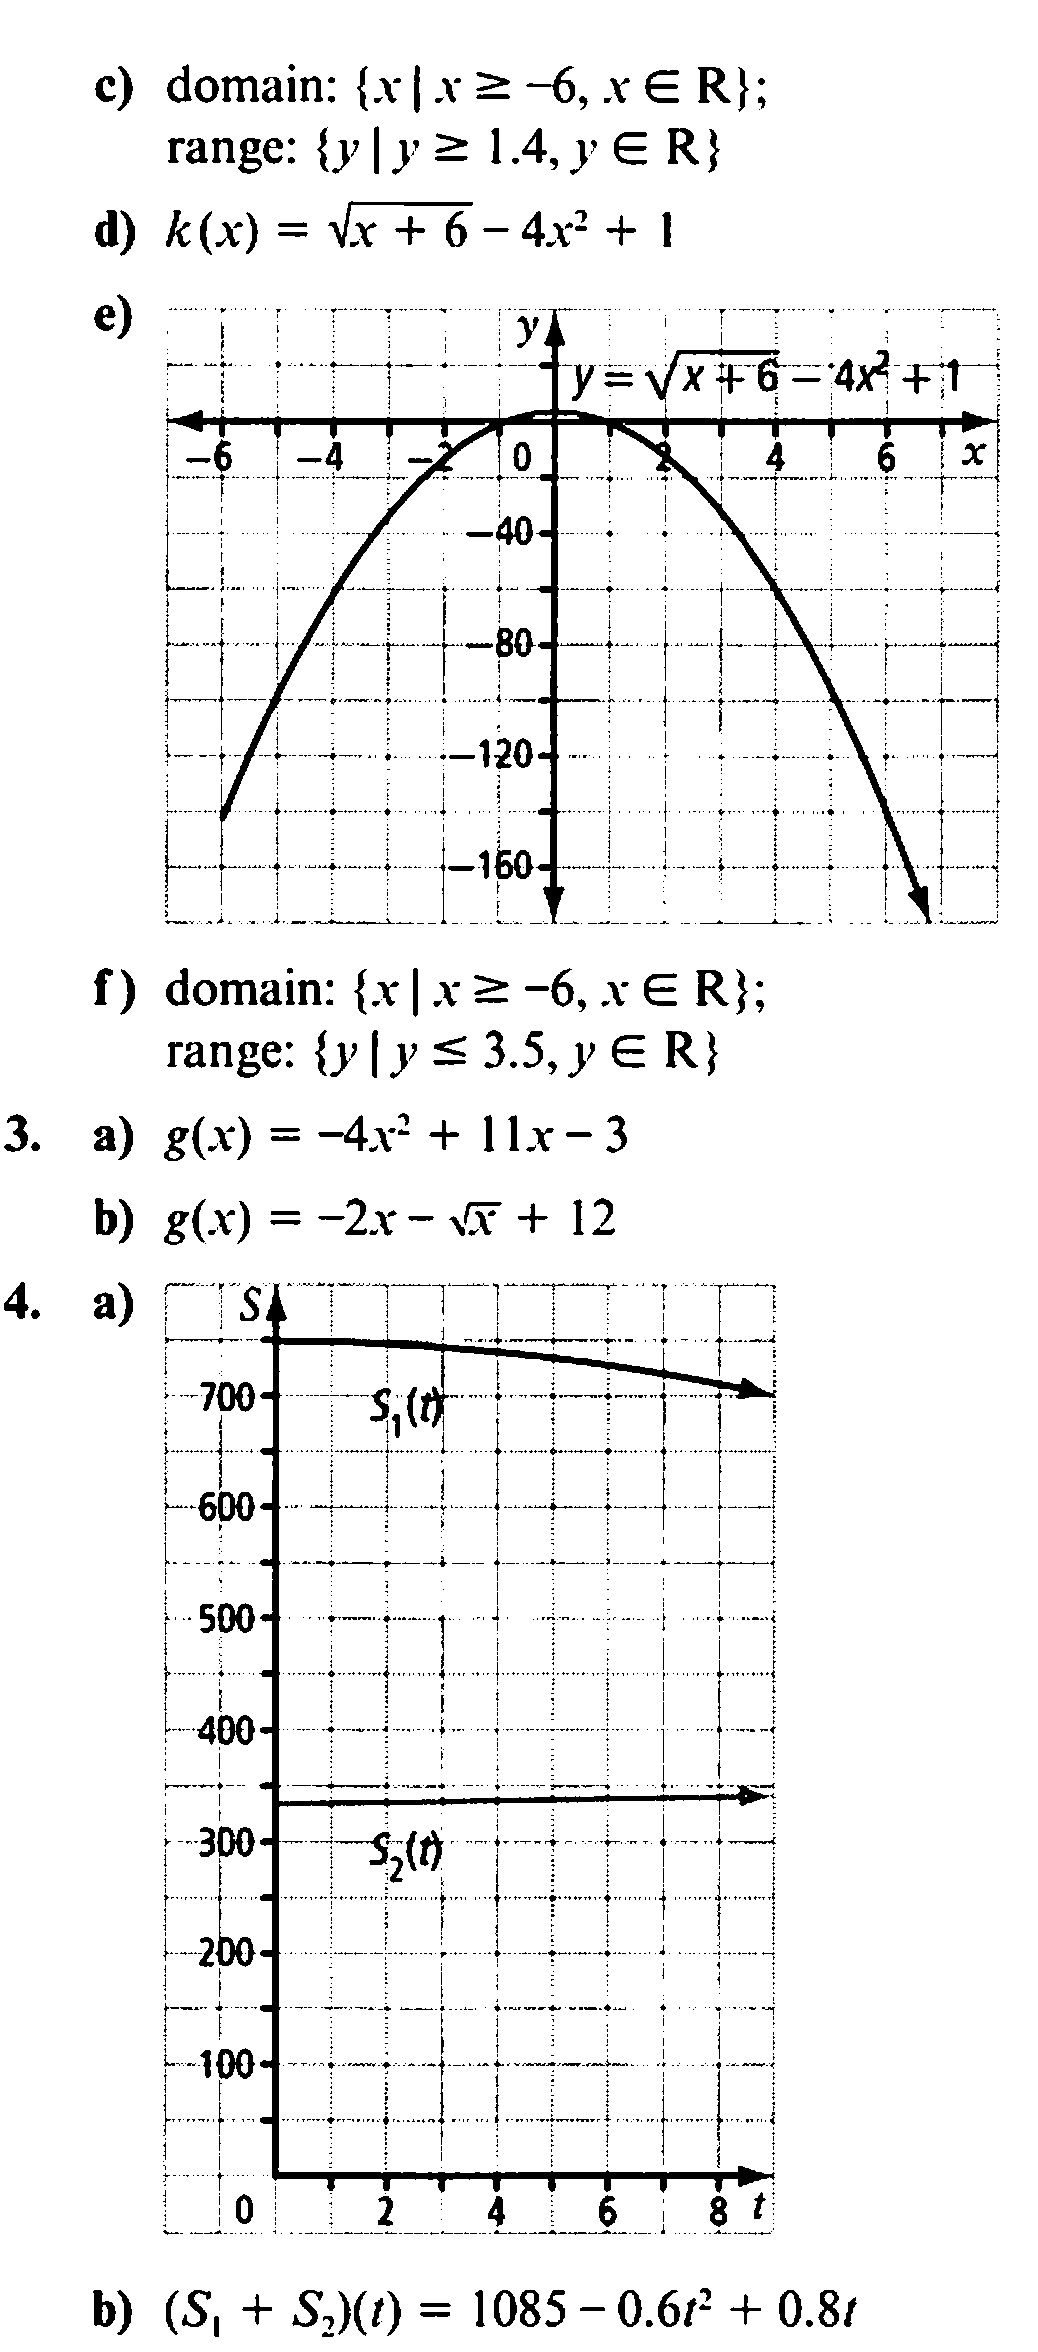 c) domain: {x | x ≥ −6, x ∈ R};
range: {y | y ≥ 1.4, y ∈ R}
d) k(x) = √(x + 6) − 4x² + 1
e)
y
y = √(x + 6) − 4x² + 1
−6 −4 −2 0 2 4 6 x
−40
−80
−120
−160
f) domain: {x | x ≥ −6, x ∈ R};
range: {y | y ≤ 3.5, y ∈ R}
3. a) g(x) = −4x² + 11x − 3
b) g(x) = −2x − √x + 12
4. a)
S
700
S₁(t)
600
500
400
300
S₂(t)
200
100
0 2 4 6 8 t
b) (S₁ + S₂)(t) = 1085 − 0.6t² + 0.8t